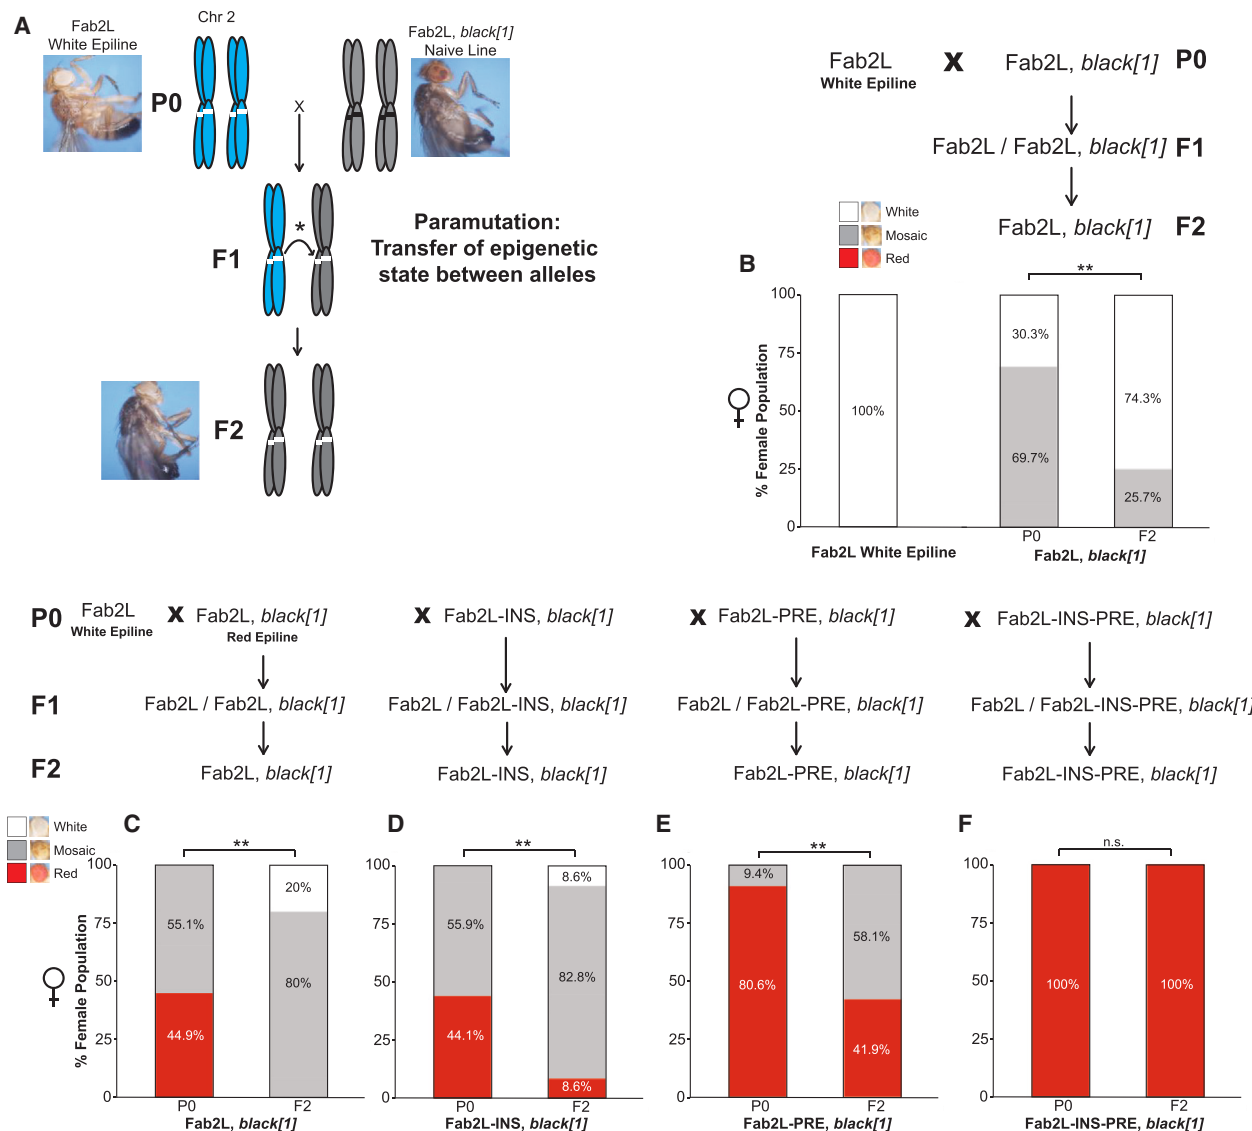 A
Fab2L
White Epiline
Chr 2
Fab2L, black[1]
Naive Line
P0
X
F1
*
Paramutation:
Transfer of epigenetic
state between alleles
F2
Fab2L
White Epiline
X
Fab2L, black[1]
P0
Fab2L / Fab2L, black[1]
F1
Fab2L, black[1]
F2
White
Mosaic
Red
B
**
% Female Population
100
75
50
25
0
100%
30.3%
69.7%
74.3%
25.7%
P0
F2
Fab2L White Epiline
Fab2L, black[1]
P0
Fab2L
White Epiline
X Fab2L, black[1]
Red Epiline
X Fab2L-INS, black[1]
X Fab2L-PRE, black[1]
X Fab2L-INS-PRE, black[1]
F1
Fab2L / Fab2L, black[1]
Fab2L / Fab2L-INS, black[1]
Fab2L / Fab2L-PRE, black[1]
Fab2L / Fab2L-INS-PRE, black[1]
F2
Fab2L, black[1]
Fab2L-INS, black[1]
Fab2L-PRE, black[1]
Fab2L-INS-PRE, black[1]
White
Mosaic
Red
C
**
% Female Population
100
75
50
25
0
55.1%
44.9%
20%
80%
P0
F2
Fab2L, black[1]
D
**
100
75
50
25
0
55.9%
44.1%
8.6%
82.8%
8.6%
P0
F2
Fab2L-INS, black[1]
E
**
100
75
50
25
0
9.4%
80.6%
58.1%
41.9%
P0
F2
Fab2L-PRE, black[1]
F
n.s.
100
75
50
25
0
100%
100%
P0
F2
Fab2L-INS-PRE, black[1]